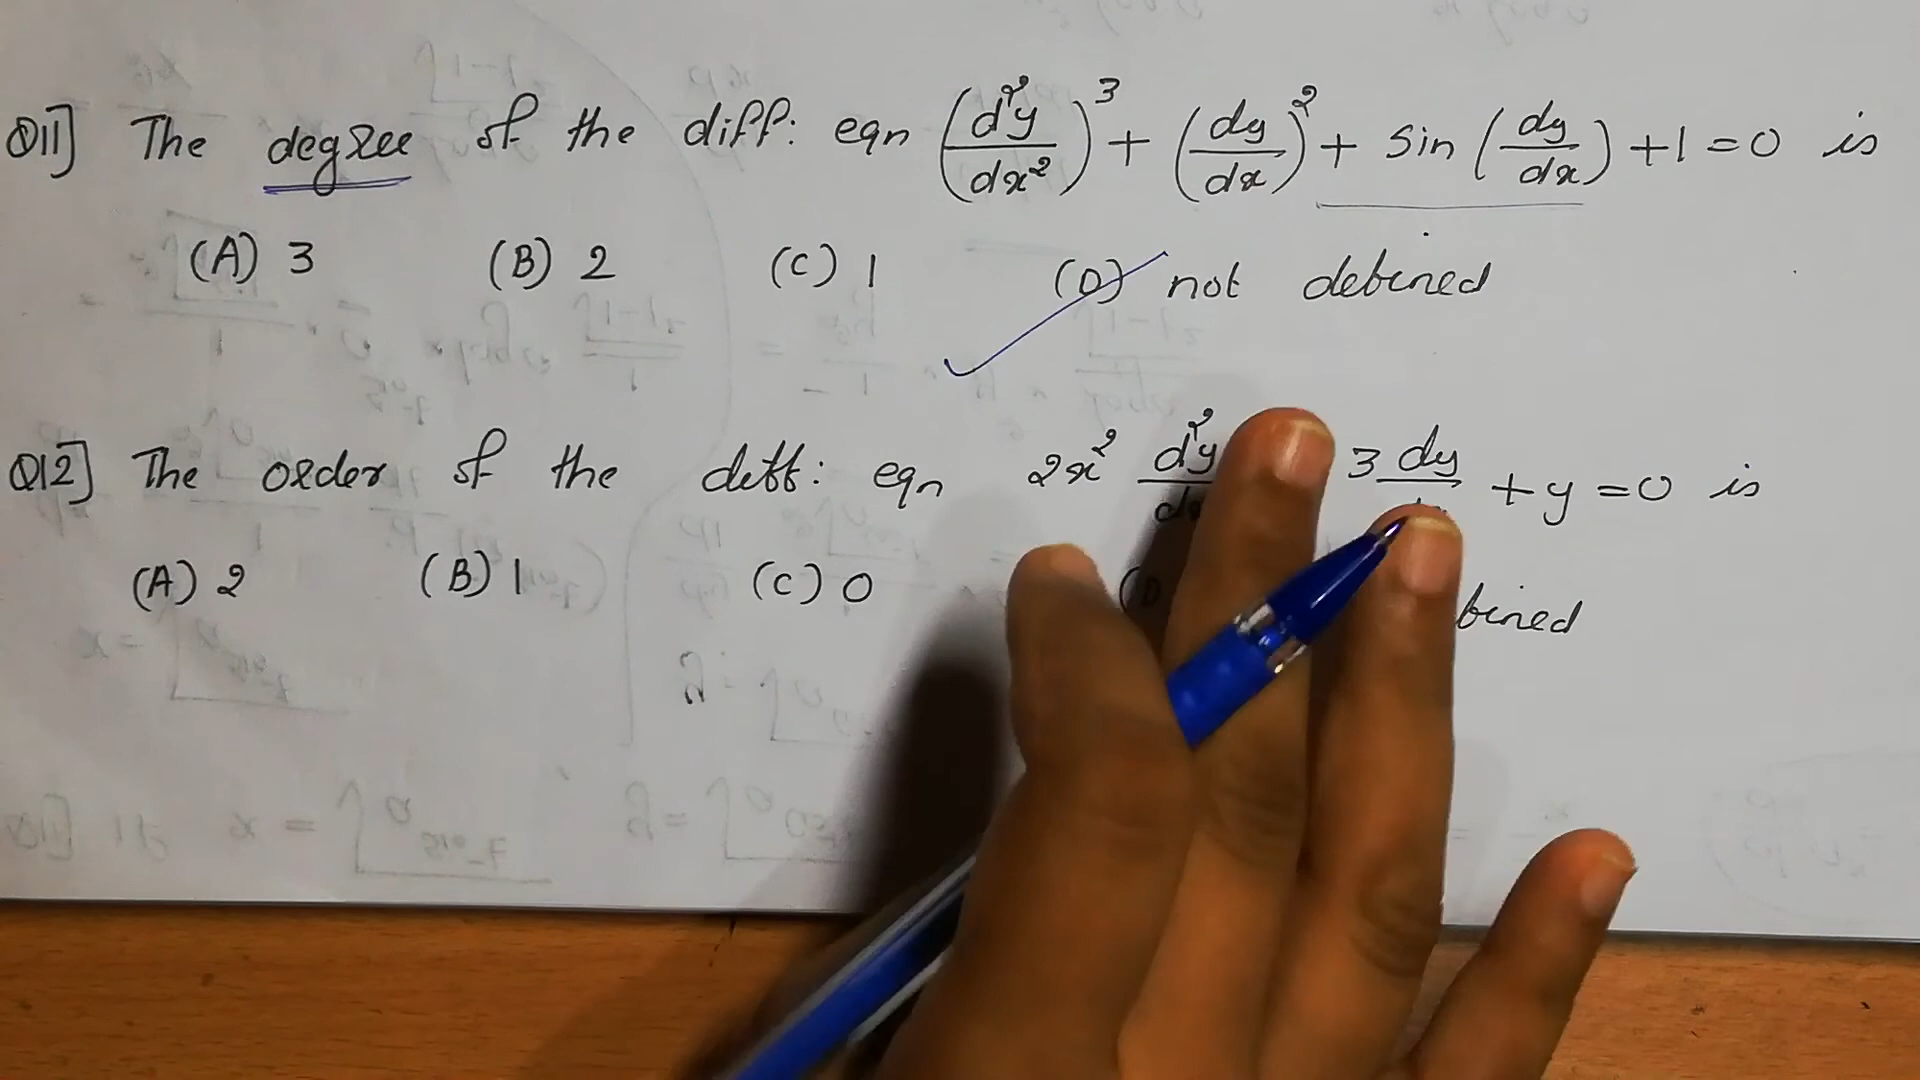 Q11] The degree of the diff: eqn (d²y/dx²)³ + (dy/dx)² + sin (dy/dx) + 1 = 0 is
(A) 3 (B) 2 (C) 1 (D) not defined
Q12] The order of the diff: eqn 2x² d²y 3 dy + y = 0 is
(A) 2 (B) 1 (C) 0 (D